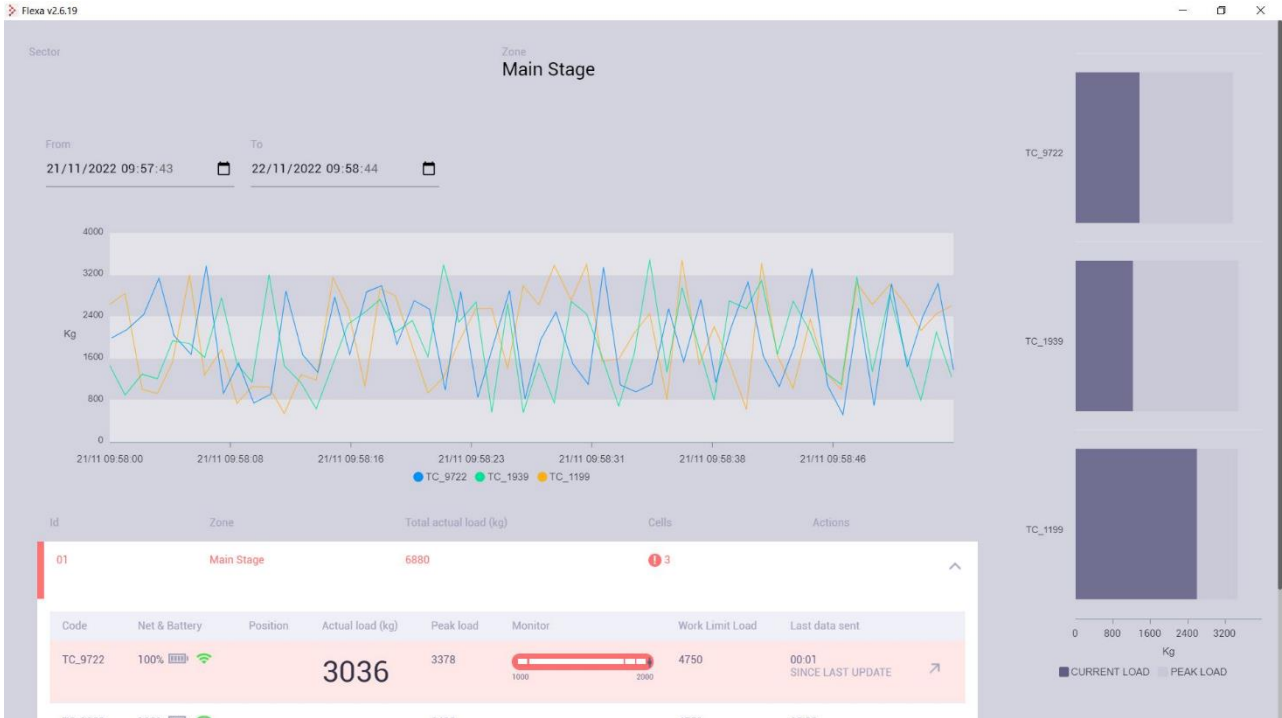 Flexa v2.6.19
Sector
Zone
Main Stage
From
To
21/11/2022 09:57:43
22/11/2022 09:58:44
4000
3200
2400
Kg
1600
800
0
21/11 09:58:00 21/11 09:58:08 21/11 09:58:16 21/11 09:58:23 21/11 09:58:31 21/11 09:58:38 21/11 09:58:46
TC_9722 TC_1939 TC_1199
Id Zone Total actual load (kg) Cells Actions
01 Main Stage 6880 3
Code Net & Battery Position Actual load (kg) Peak load Monitor Work Limit Load Last data sent
TC_9722 100% 3036 3378 4750 00:01
1000 2000
SINCE LAST UPDATE
TC_9722
TC_1939
TC_1199
0 800 1600 2400 3200
Kg
CURRENT LOAD PEAK LOAD